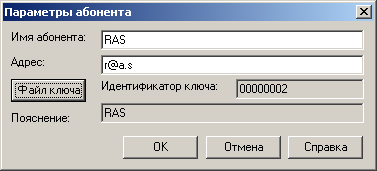 Параметры абонента
Имя абонента: RAS
Адрес: r@a.s
Файл ключа Идентификатор ключа: 00000002
Пояснение: RAS
OK Отмена Справка